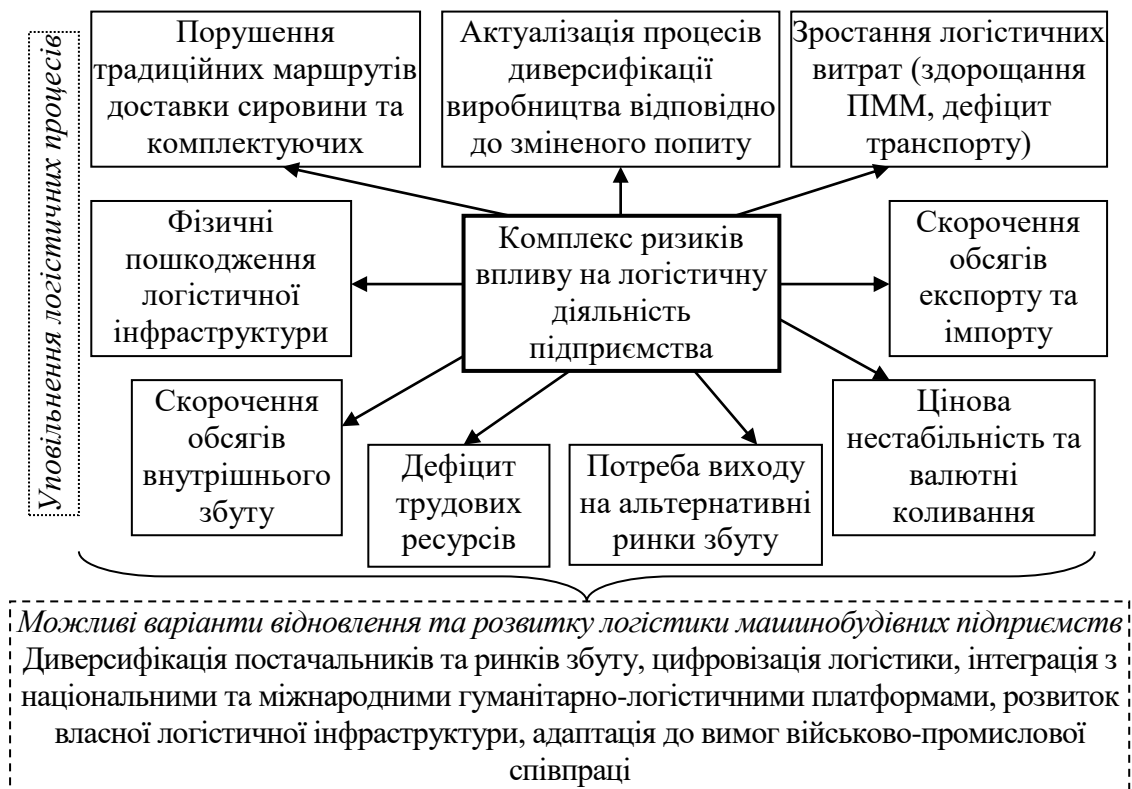 Уповільнення логістичних процесів
Порушення
традиційних маршрутів
доставки сировини та
комплектуючих
Актуалізація процесів
диверсифікації
виробництва відповідно
до зміненого попиту
Зростання логістичних
витрат (здорощання
ПММ, дефіцит
транспорту)
Фізичні
пошкодження
логістичної
інфраструктури
Комплекс ризиків
впливу на логістичну
діяльність
підприємства
Скорочення
обсягів
експорту та
імпорту
Скорочення
обсягів
внутрішнього
збуту
Дефіцит
трудових
ресурсів
Потреба виходу
на альтернативні
ринки збуту
Цінова
нестабільність та
валютні
коливання
Можливі варіанти відновлення та розвитку логістики машинобудівних підприємств
Диверсифікація постачальників та ринків збуту, цифровізація логістики, інтеграція з
національними та міжнародними гуманітарно-логістичними платформами, розвиток
власної логістичної інфраструктури, адаптація до вимог військово-промислової
співпраці